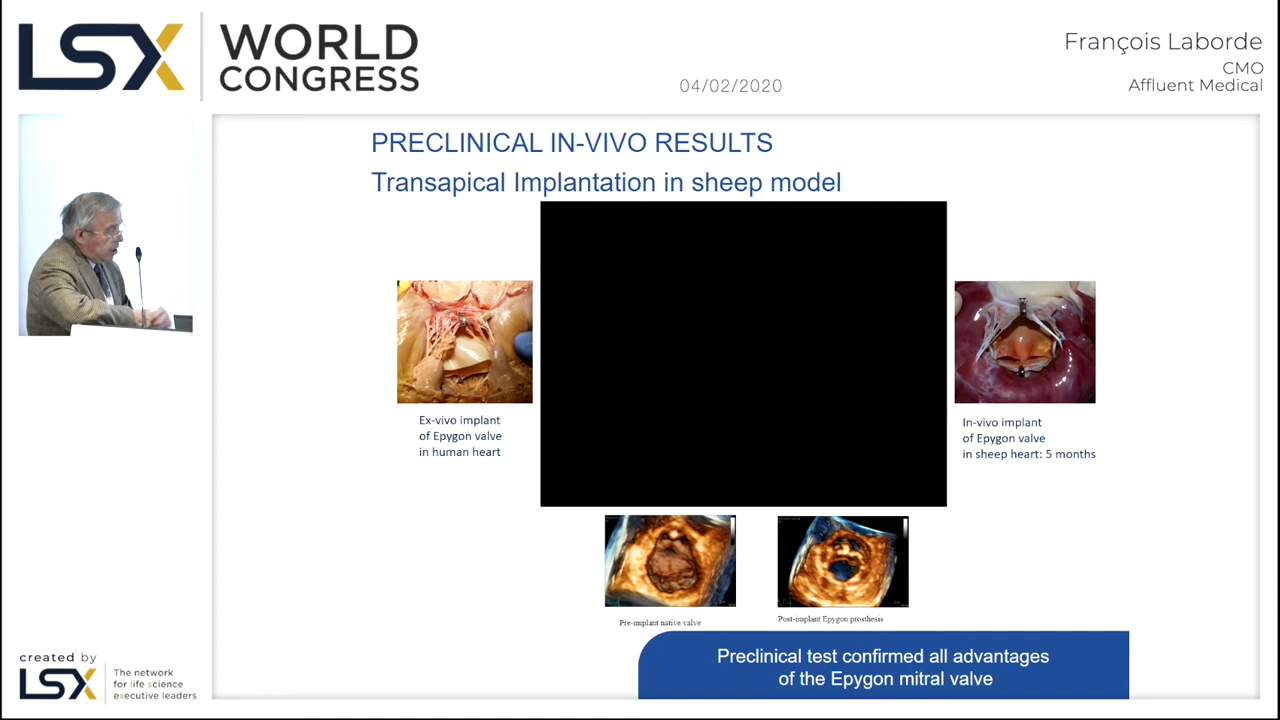 LSX
WORLD
CONGRESS
04/02/2020
François Laborde
CMO
Affluent Medical
PRECLINICAL IN-VIVO RESULTS
Transapical Implantation in sheep model
Ex-vivo implant
of Epygon valve
in human heart
In-vivo implant
of Epygon valve
in sheep heart: 5 months
Pre-implant native valve
Post-implant Epygon prosthesis
Preclinical test confirmed all advantages
of the Epygon mitral valve
created by
LSX
The network
for life science
executive leaders